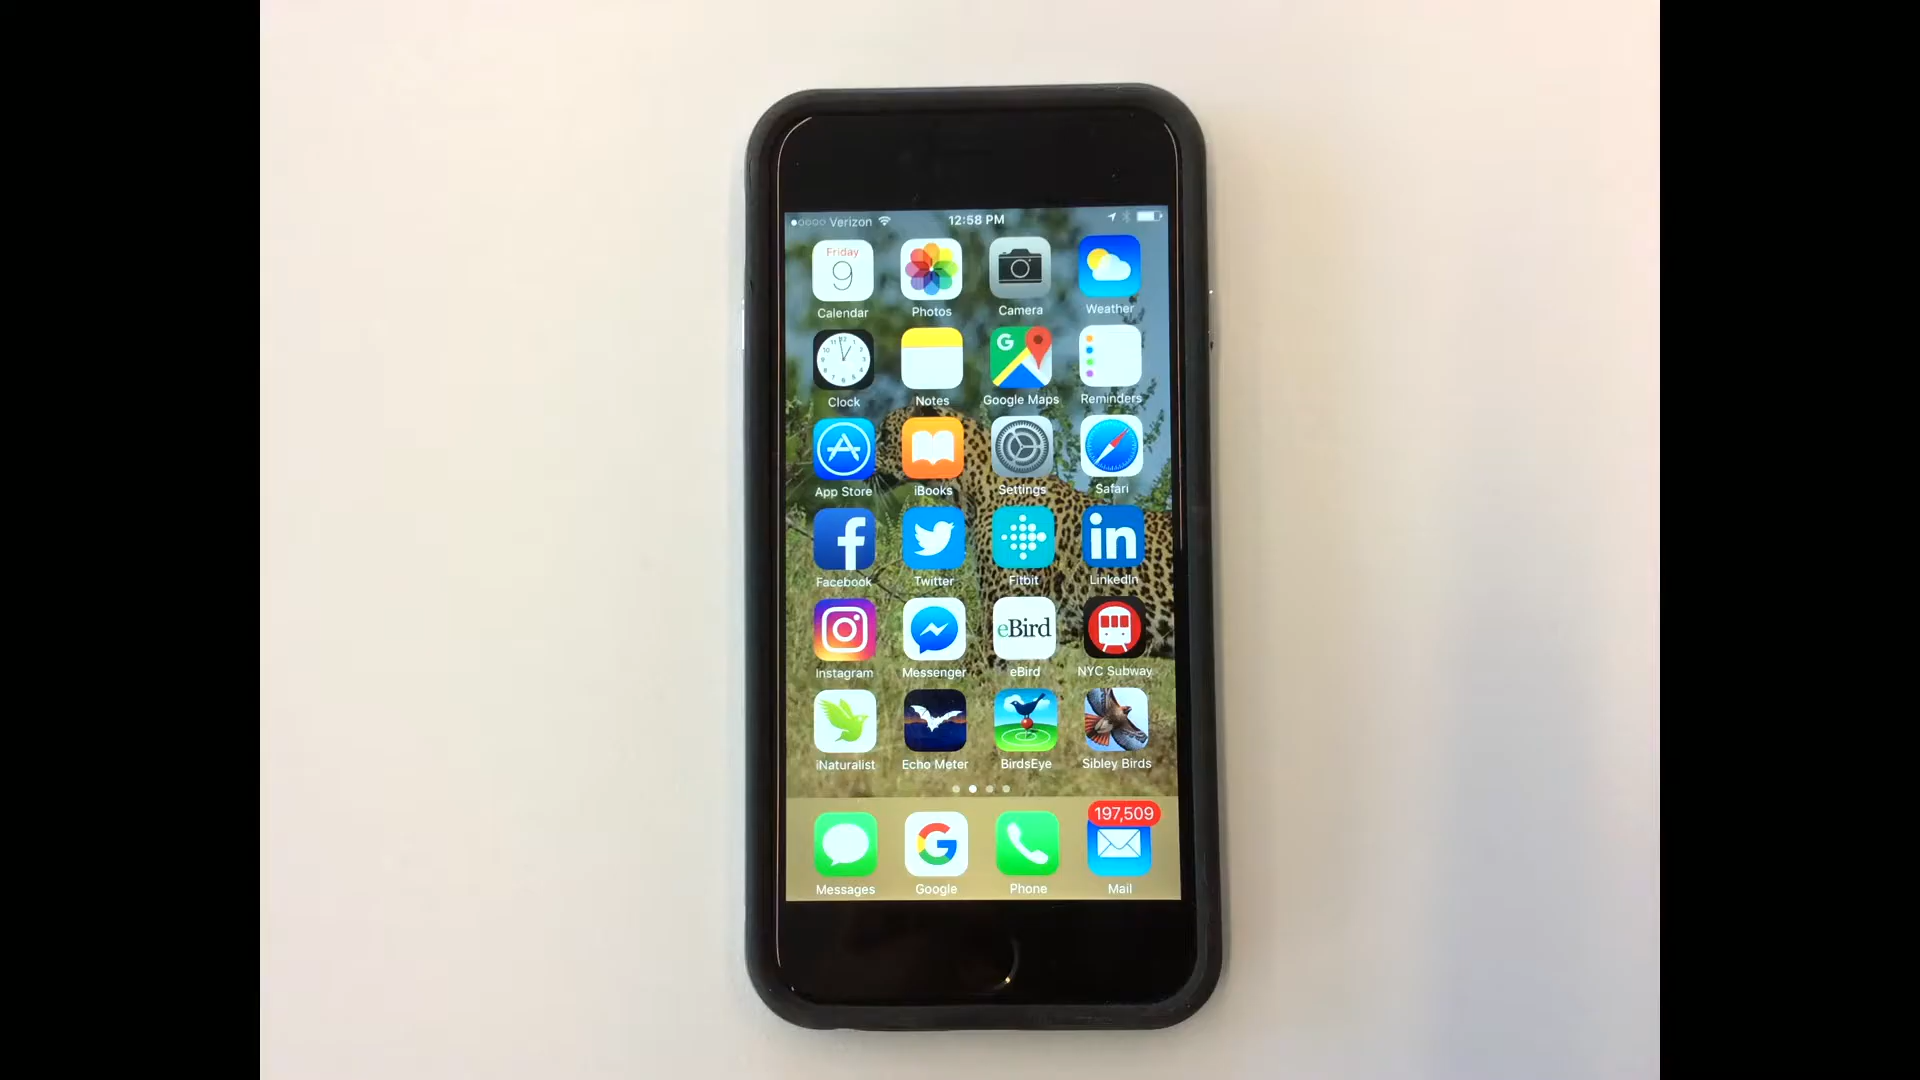 Verizon 12:58 PM
Friday
9
Calendar Photos Camera Weather
G
Clock Notes Google Maps Reminders
App Store iBooks Settings Safari
f in
Facebook Twitter Fitbit LinkedIn
eBird
Instagram Messenger eBird NYC Subway
iNaturalist Echo Meter BirdsEye Sibley Birds
197,509
G
Messages Google Phone Mail